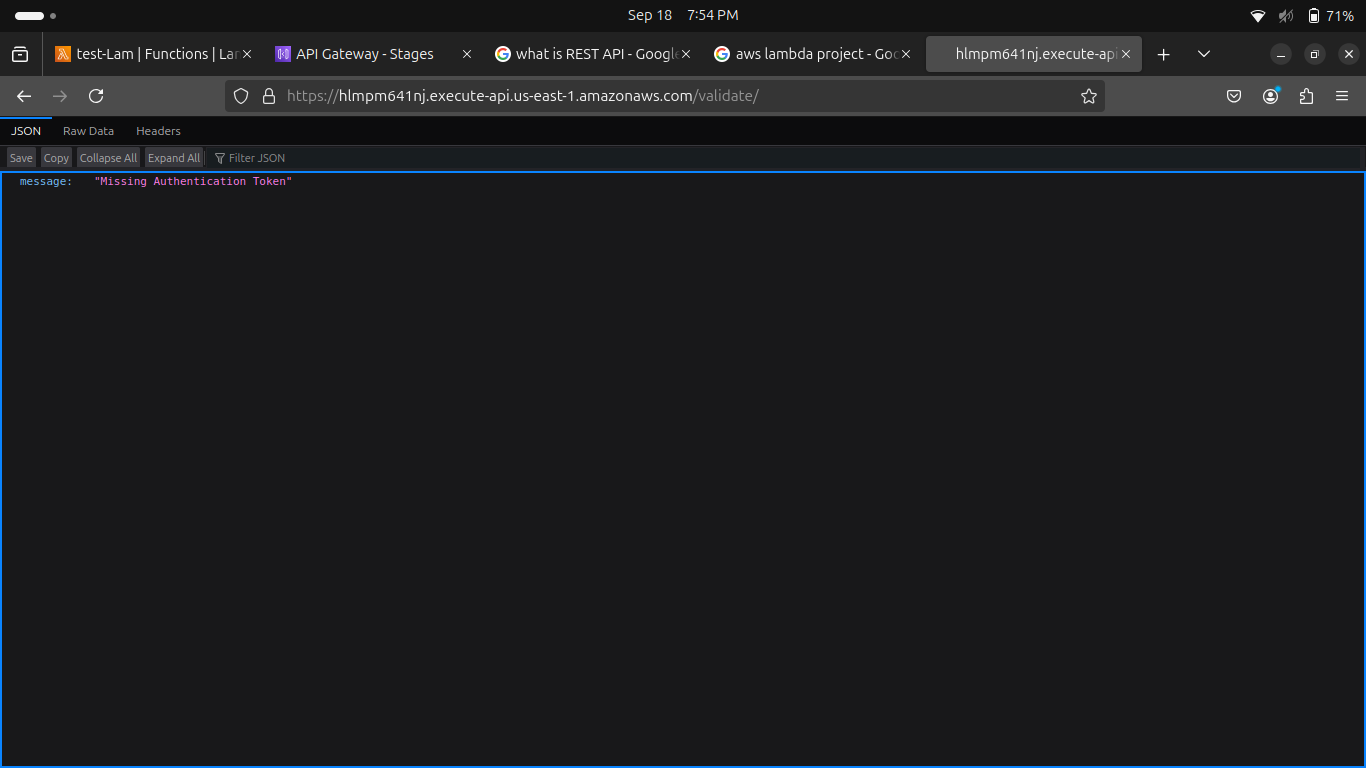 Sep 18 7:54 PM
71%
test-Lam | Functions | Lar
API Gateway - Stages
what is REST API - Google
aws lambda project - Goo
hlmpm641nj.execute-api
https://hlmpm641nj.execute-api.us-east-1.amazonaws.com/validate/
JSON Raw Data Headers
Save Copy Collapse All Expand All Filter JSON
message: "Missing Authentication Token"